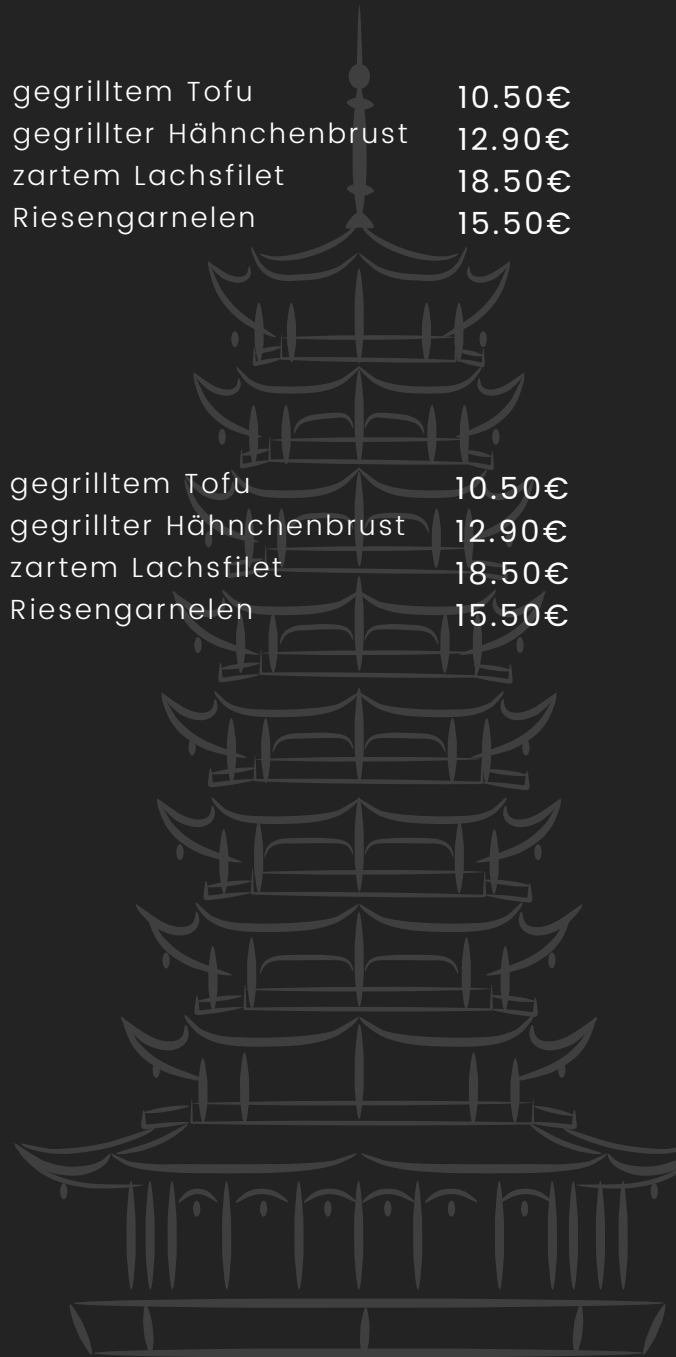 gegrilltem Tofu 10.50€
gegrillter Hähnchenbrust 12.90€
zartem Lachsfilet 18.50€
Riesengarnelen 15.50€
gegrilltem Tofu 10.50€
gegrillter Hähnchenbrust 12.90€
zartem Lachsfilet 18.50€
Riesengarnelen 15.50€